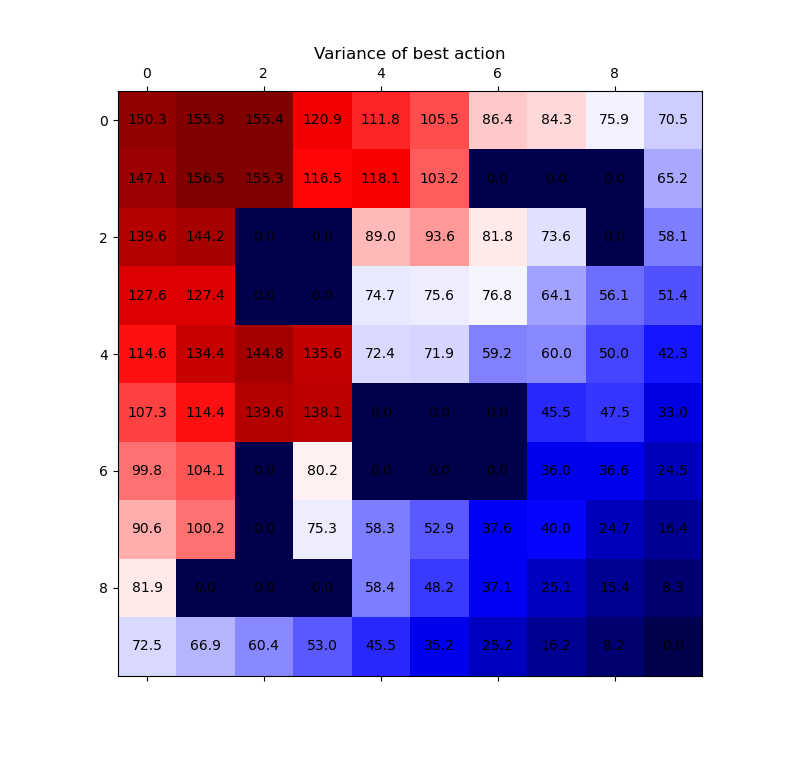 Variance of best action
0 2 4 6 8
0 150.3 155.3 155.4 120.9 111.8 105.5 86.4 84.3 75.9 70.5
147.1 156.5 155.3 116.5 118.1 103.2 0.0 0.0 0.0 65.2
2 139.6 144.2 0.0 0.0 89.0 93.6 81.8 73.6 0.0 58.1
127.6 127.4 0.0 0.0 74.7 75.6 76.8 64.1 56.1 51.4
4 114.6 134.4 144.8 135.6 72.4 71.9 59.2 60.0 50.0 42.3
107.3 114.4 139.6 138.1 0.0 0.0 0.0 45.5 47.5 33.0
6 99.8 104.1 0.0 80.2 0.0 0.0 0.0 36.0 36.6 24.5
90.6 100.2 0.0 75.3 58.3 52.9 37.6 40.0 24.7 16.4
8 81.9 0.0 0.0 0.0 58.4 48.2 37.1 25.1 15.4 8.3
72.5 66.9 60.4 53.0 45.5 35.2 25.2 16.2 8.2 0.0